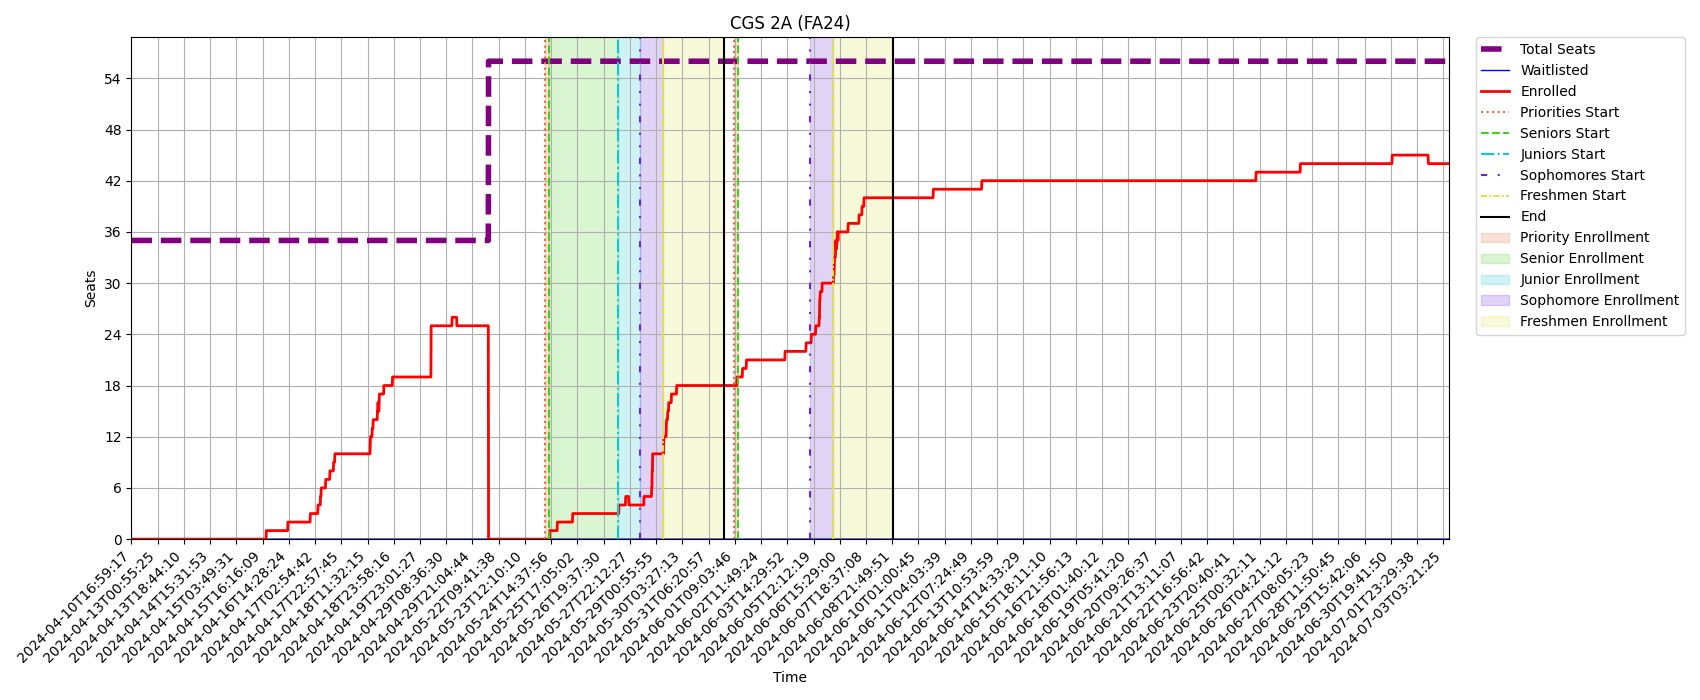 CGS 2A (FA24)
Seats
54
48
42
36
30
24
18
12
6
0
2024-04-10T16:59:17
2024-04-13T00:55:25
2024-04-13T18:44:10
2024-04-14T15:31:53
2024-04-15T03:49:31
2024-04-15T16:16:09
2024-04-16T14:28:24
2024-04-17T02:54:42
2024-04-17T22:57:45
2024-04-18T11:32:15
2024-04-18T23:58:16
2024-04-19T23:01:27
2024-04-29T08:36:30
2024-04-29T21:04:44
2024-05-22T09:41:38
2024-05-23T12:10:10
2024-05-24T14:37:56
2024-05-25T17:05:02
2024-05-26T19:37:30
2024-05-27T22:12:27
2024-05-29T00:55:55
2024-05-30T03:27:13
2024-05-31T06:20:57
2024-06-01T09:03:46
2024-06-02T11:49:24
2024-06-03T14:29:52
2024-06-05T12:12:19
2024-06-06T15:29:00
2024-06-07T18:37:08
2024-06-08T21:49:51
2024-06-10T01:00:45
2024-06-11T04:03:39
2024-06-12T07:24:49
2024-06-13T10:53:59
2024-06-14T14:33:29
2024-06-15T18:11:10
2024-06-16T21:56:13
2024-06-18T01:40:12
2024-06-19T05:41:20
2024-06-20T09:26:37
2024-06-21T13:11:07
2024-06-22T16:56:42
2024-06-23T20:40:41
2024-06-25T00:32:11
2024-06-26T04:21:12
2024-06-27T08:05:23
2024-06-28T11:50:45
2024-06-29T15:42:06
2024-06-30T19:41:50
2024-07-01T23:29:38
2024-07-03T03:21:25
Time
Total Seats
Waitlisted
Enrolled
Priorities Start
Seniors Start
Juniors Start
Sophomores Start
Freshmen Start
End
Priority Enrollment
Senior Enrollment
Junior Enrollment
Sophomore Enrollment
Freshmen Enrollment